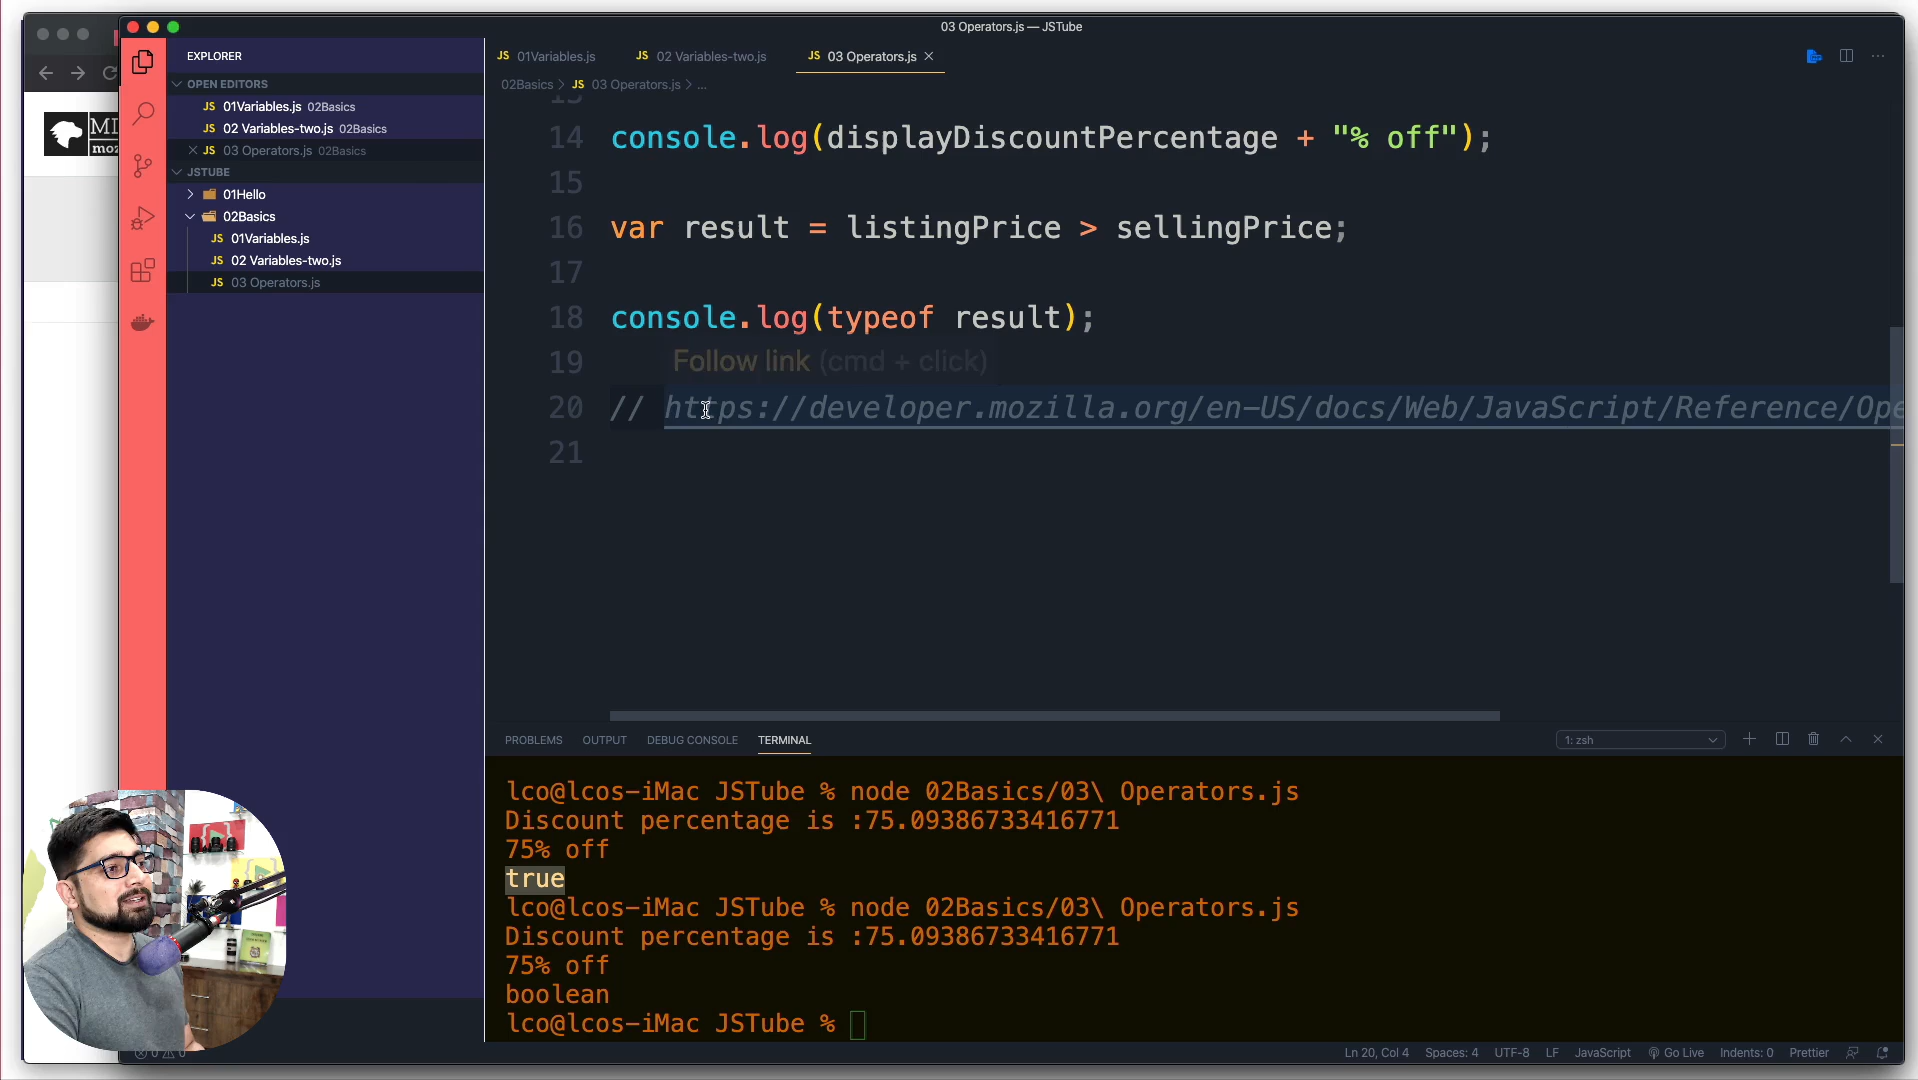 03 Operators.js — JSTube
EXPLORER
OPEN EDITORS
JS 01Variables.js 02Basics
JS 02 Variables-two.js 02Basics
JS 03 Operators.js 02Basics
JSTUBE
01Hello
02Basics
JS 01Variables.js
JS 02 Variables-two.js
JS 03 Operators.js
JS 01Variables.js JS 02 Variables-two.js JS 03 Operators.js
02Basics > JS 03 Operators.js > ...
14 console.log(displayDiscountPercentage + "% off");
15
16 var result = listingPrice > sellingPrice;
17
18 console.log(typeof result);
19
Follow link (cmd + click)
20 // https://developer.mozilla.org/en-US/docs/Web/JavaScript/Reference/Ope
21
PROBLEMS OUTPUT DEBUG CONSOLE TERMINAL
1: zsh
lco@lcos-iMac JSTube % node 02Basics/03\ Operators.js
Discount percentage is :75.09386733416771
75% off
true
lco@lcos-iMac JSTube % node 02Basics/03\ Operators.js
Discount percentage is :75.09386733416771
75% off
boolean
lco@lcos-iMac JSTube %
0 0
Ln 20, Col 4 Spaces: 4 UTF-8 LF JavaScript Go Live Indents: 0 Prettier